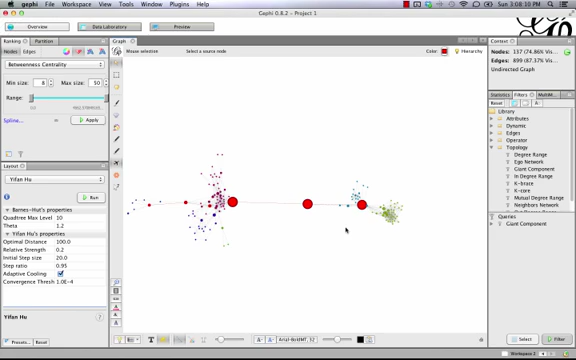 gephi File Workspace View Tools Window Plugins Help 3:08:10 PM
Gephi 0.8.2 - Project 1
Overview
Data Laboratory
Preview
Ranking
Partition
Nodes Edges
Betweenness Centrality
Min size: 8 Max size: 50
Range:
Spline...
Apply
Layout
Yifan Hu
Run
Barnes-Hut's properties
Quadtree Max Level 10
Theta 1.2
Yifan Hu's properties
Optimal Distance 100.0
Relative Strength 0.2
Initial Step size 20.0
Step ratio 0.95
Adaptive Cooling
Convergence Thresh 1.0E-4
Yifan Hu
Presets...
Reset
Graph
Mouse selection
Select a source node
Color:
Hierarchy
Context
Nodes: 137 (74.86% Vis...
Edges: 899 (87.37% Vis...
Undirected Graph
Statistics
Filters
Reset
Library
Attributes
Dynamic
Edges
Operator
Topology
Degree Range
Ego Network
Giant Component
In Degree Range
K-brace
K-core
Mutual Degree Range
Neighbors Network
Queries
Giant Component
Select
Filter